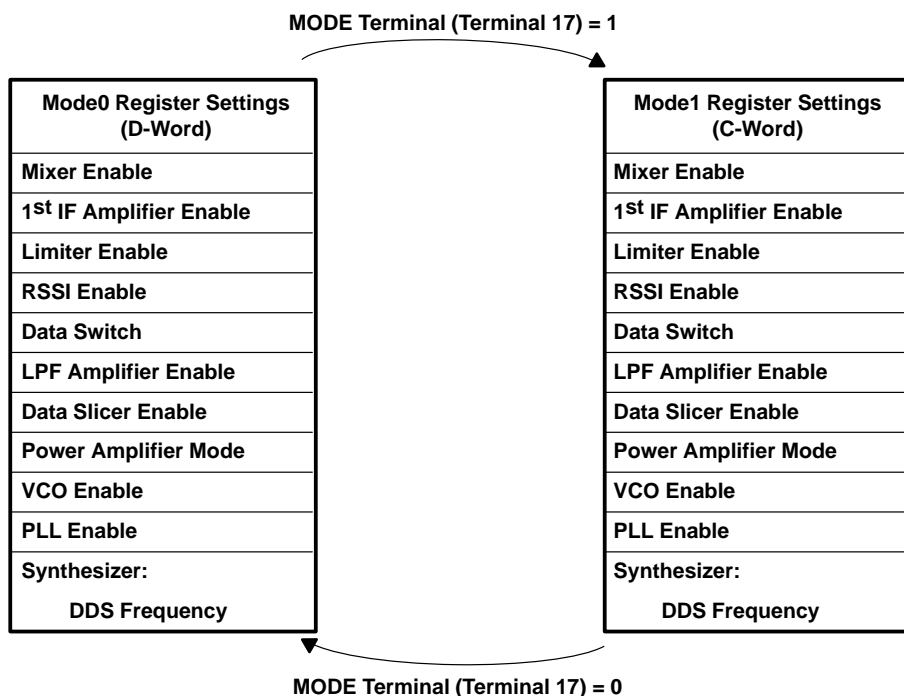 MODE Terminal (Terminal 17) = 1
Mode0 Register Settings
(D-Word)
Mixer Enable
1st IF Amplifier Enable
Limiter Enable
RSSI Enable
Data Switch
LPF Amplifier Enable
Data Slicer Enable
Power Amplifier Mode
VCO Enable
PLL Enable
Synthesizer:
DDS Frequency
Mode1 Register Settings
(C-Word)
Mixer Enable
1st IF Amplifier Enable
Limiter Enable
RSSI Enable
Data Switch
LPF Amplifier Enable
Data Slicer Enable
Power Amplifier Mode
VCO Enable
PLL Enable
Synthesizer:
DDS Frequency
MODE Terminal (Terminal 17) = 0